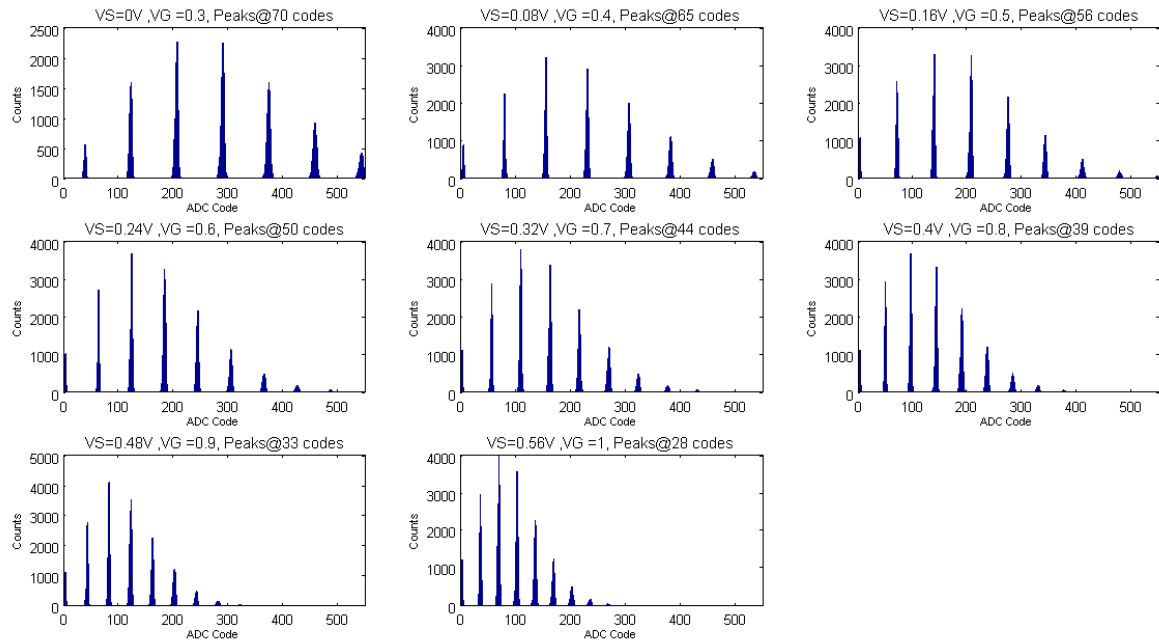 VS=0V ,VG =0.3, Peaks@70 codes
2500
2000
1500
1000
500
0
Counts
0 100 200 300 400 500
ADC Code
VS=0.08V ,VG =0.4, Peaks@65 codes
4000
3000
2000
1000
0
Counts
0 100 200 300 400 500
ADC Code
VS=0.16V ,VG =0.5, Peaks@56 codes
4000
3000
2000
1000
0
Counts
0 100 200 300 400 500
ADC Code
VS=0.24V ,VG =0.6, Peaks@50 codes
4000
3000
2000
1000
0
Counts
0 100 200 300 400 500
ADC Code
VS=0.32V ,VG =0.7, Peaks@44 codes
4000
3000
2000
1000
0
Counts
0 100 200 300 400 500
ADC Code
VS=0.4V ,VG =0.8, Peaks@39 codes
4000
3000
2000
1000
0
Counts
0 100 200 300 400 500
ADC Code
VS=0.48V ,VG =0.9, Peaks@33 codes
5000
4000
3000
2000
1000
0
Counts
0 100 200 300 400 500
ADC Code
VS=0.56V ,VG =1, Peaks@28 codes
4000
3000
2000
1000
0
Counts
0 100 200 300 400 500
ADC Code